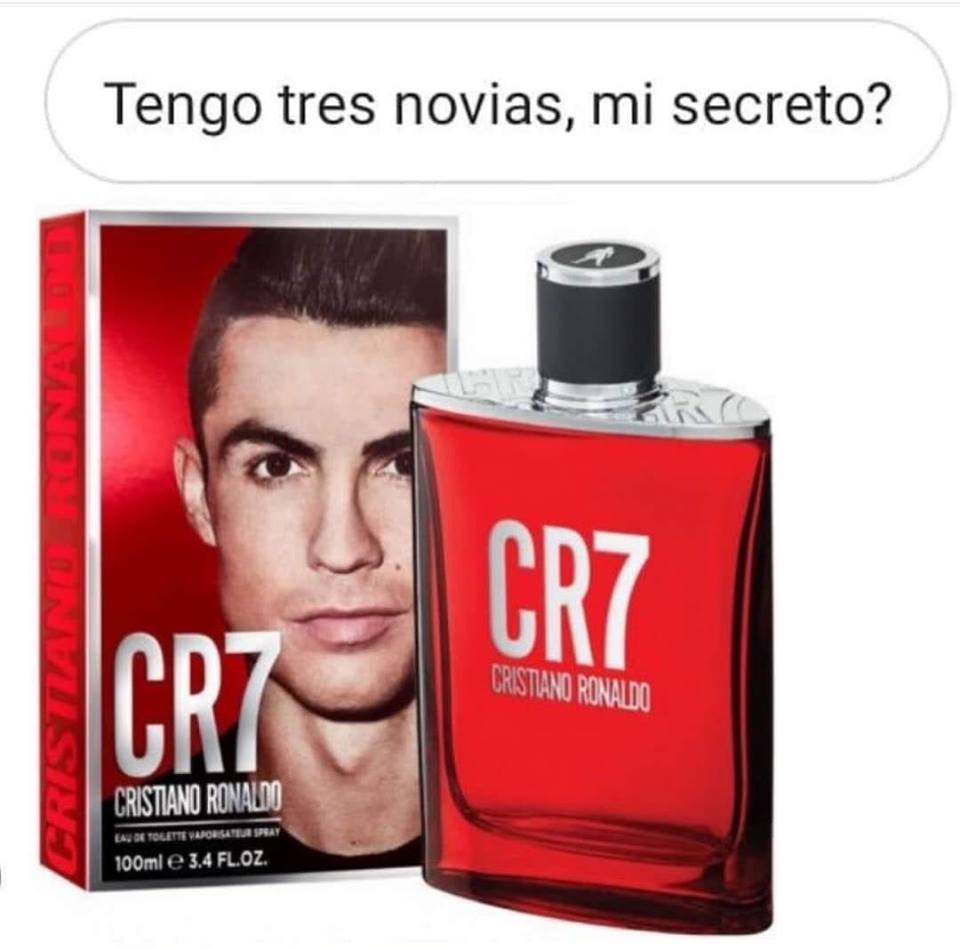 Tengo tres novias, mi secreto?
CRISTIANO RONALDO
CR7
CRISTIANO RONALDO
EAU DE TOILETTE VAPORISATEUR SPRAY
100ml e 3.4 FL.OZ.
CR7
CRISTIANO RONALDO